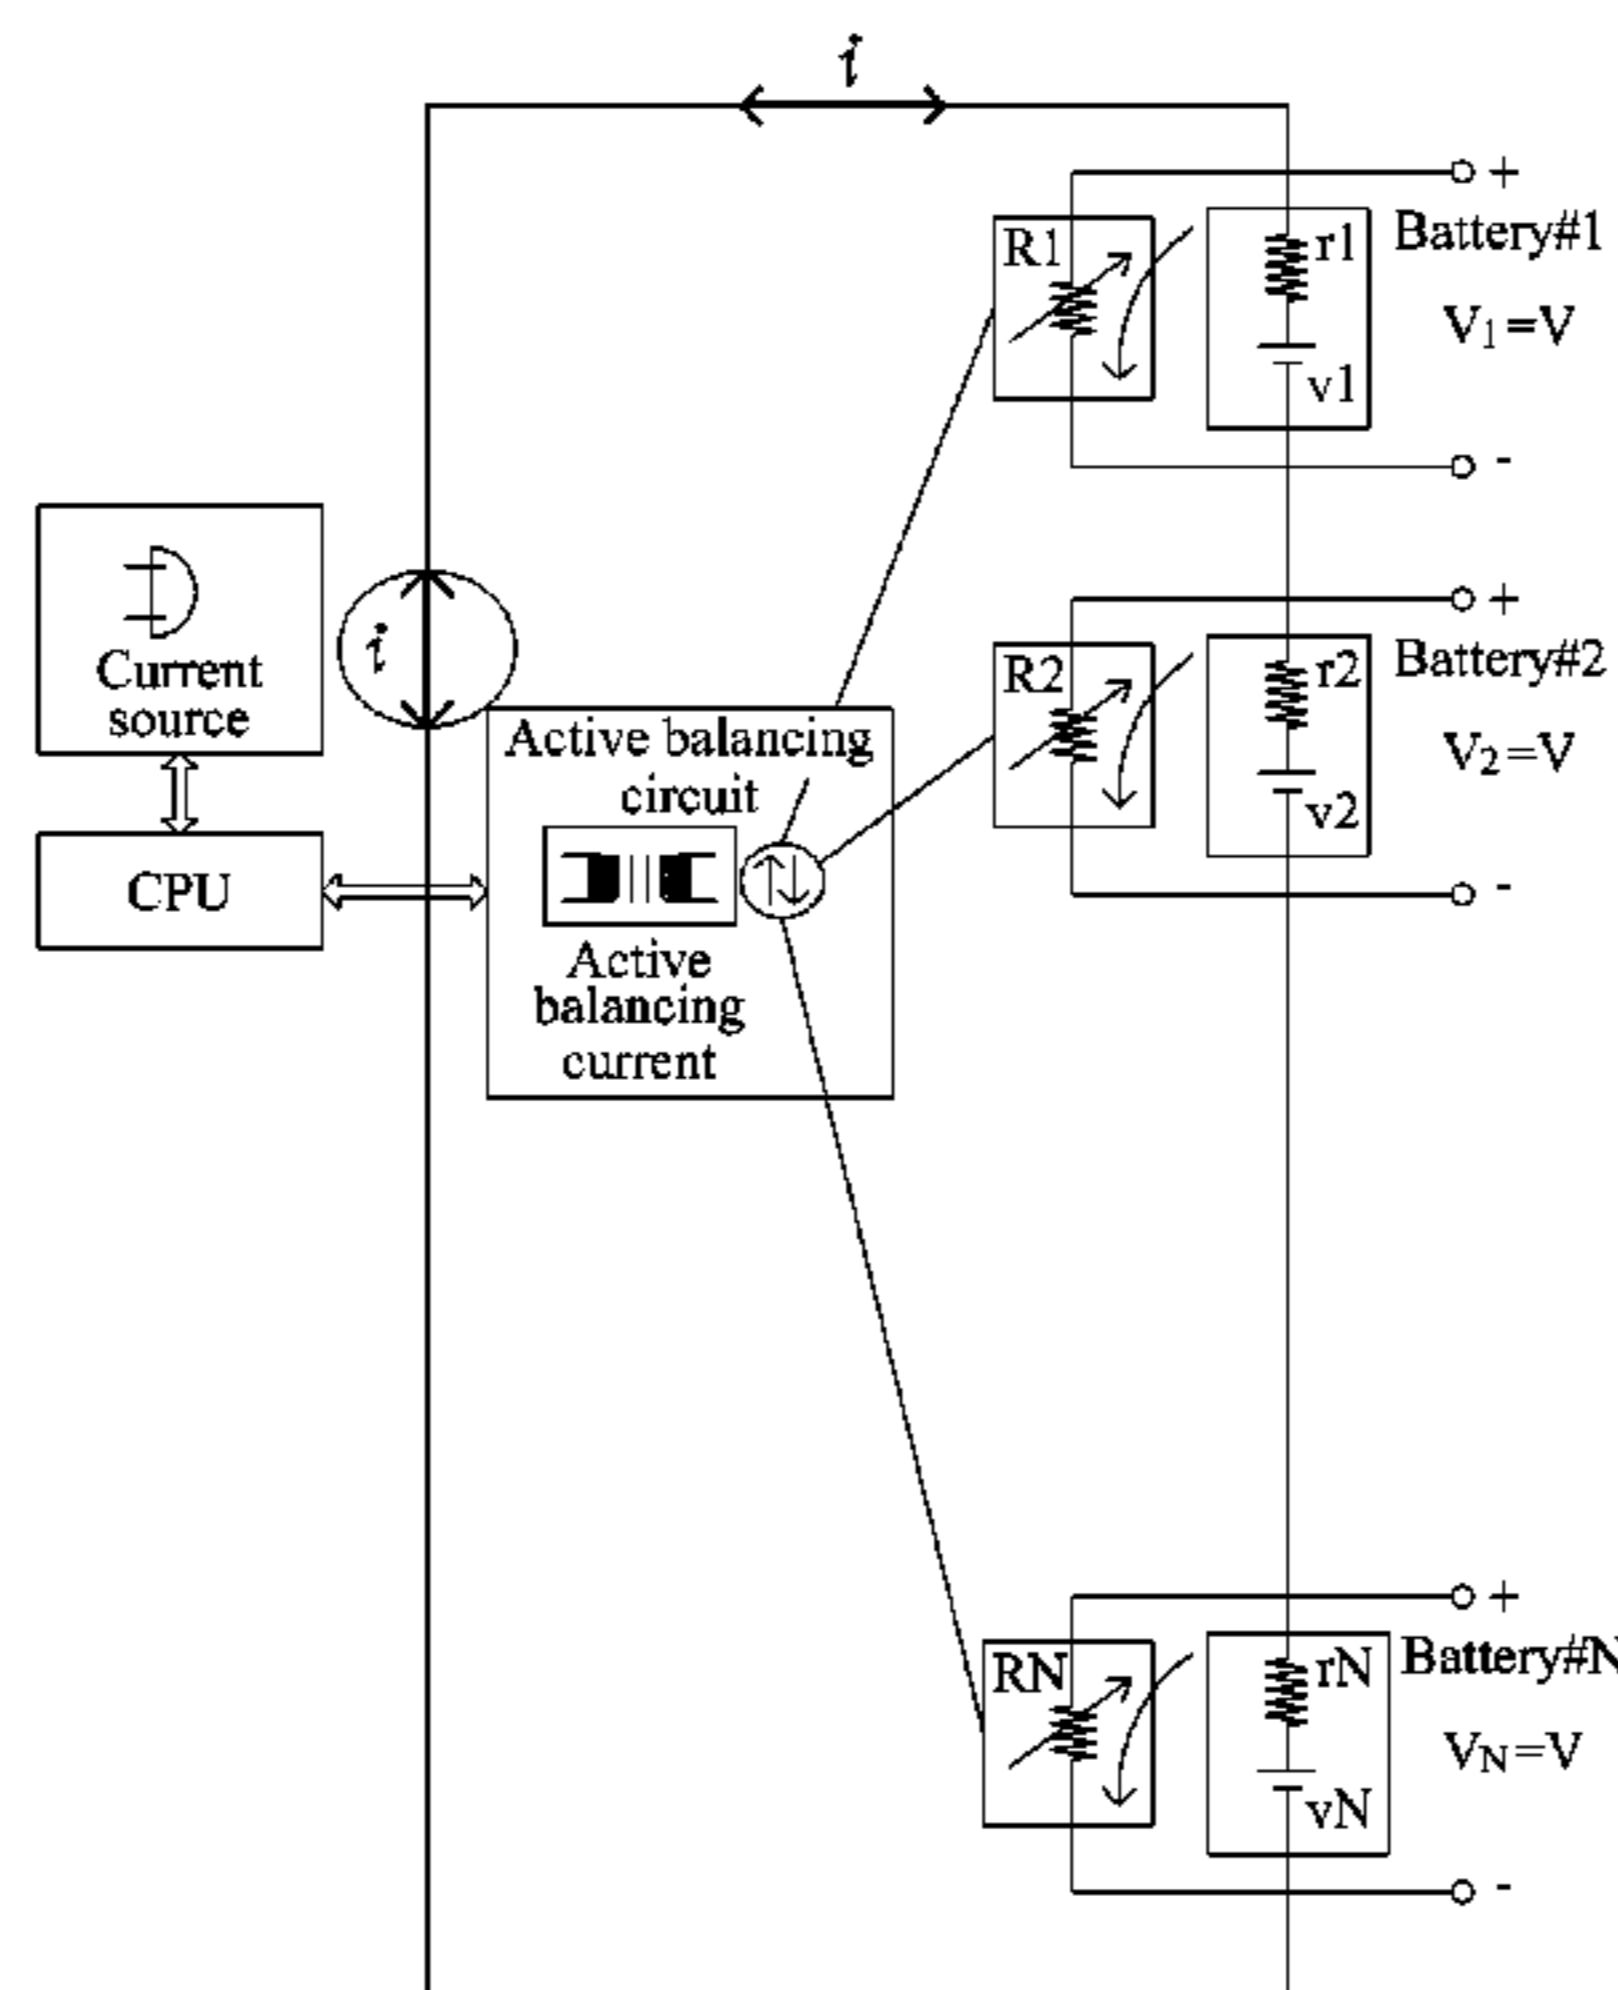 i
+
R1
r1
Battery#1
V1=V
v1
-
Current
source
i
+
R2
r2
Battery#2
V2=V
v2
-
Active balancing
circuit
CPU
Active
balancing
current
+
RN
rN
Battery#N
VN=V
vN
-